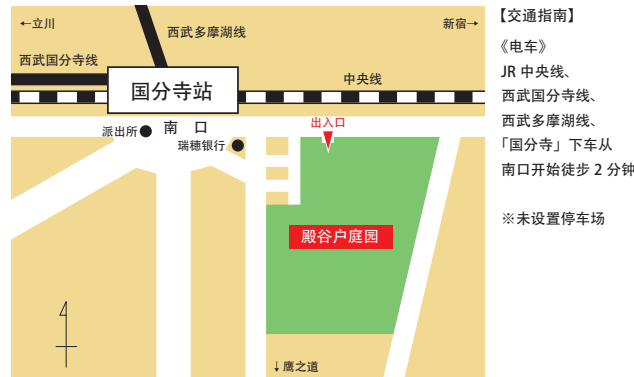 ←立川
西武多摩湖线
新宿→
西武国分寺线
国分寺站
中央线
派出所
南 口
瑞穗银行
出入口
殿谷户庭园
↓鹰之道
【交通指南】
《电车》
JR 中央线、
西武国分寺线、
西武多摩湖线、
「国分寺」下车从
南口开始徒步 2 分钟
※未设置停车场